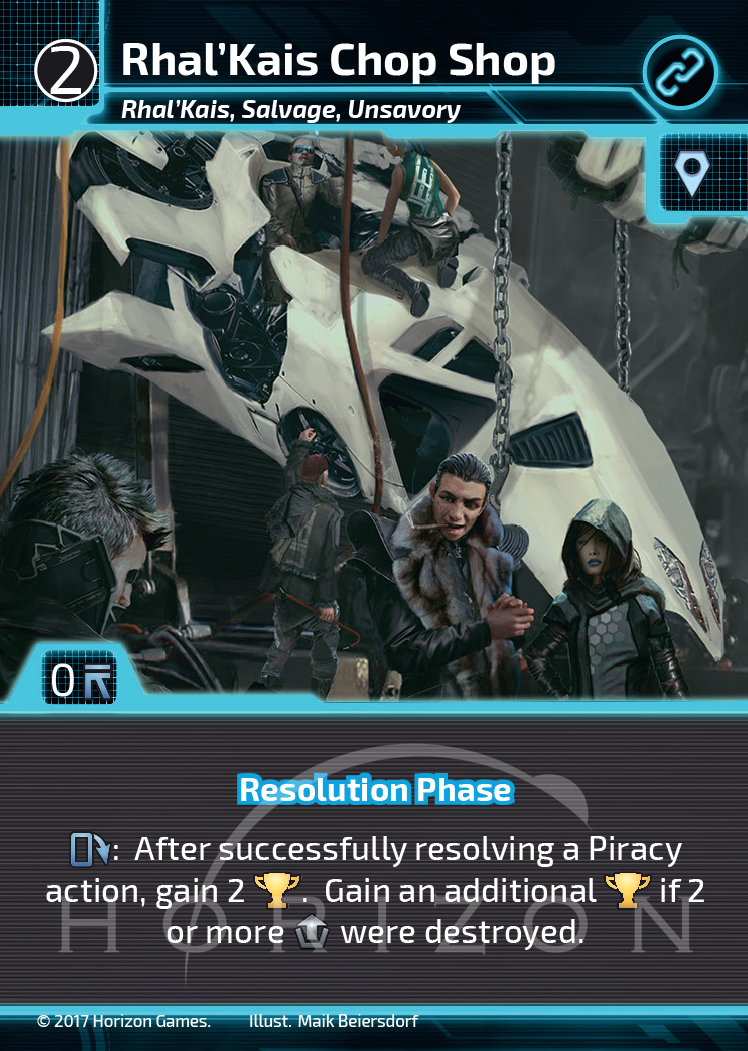 2
Rhal'Kais Chop Shop
Rhal'Kais, Salvage, Unsavory
0
Resolution Phase
: After successfully resolving a Piracy
action, gain 2 . Gain an additional if 2
or more were destroyed.
HORIZON
© 2017 Horizon Games. Illust. Maik Beiersdorf